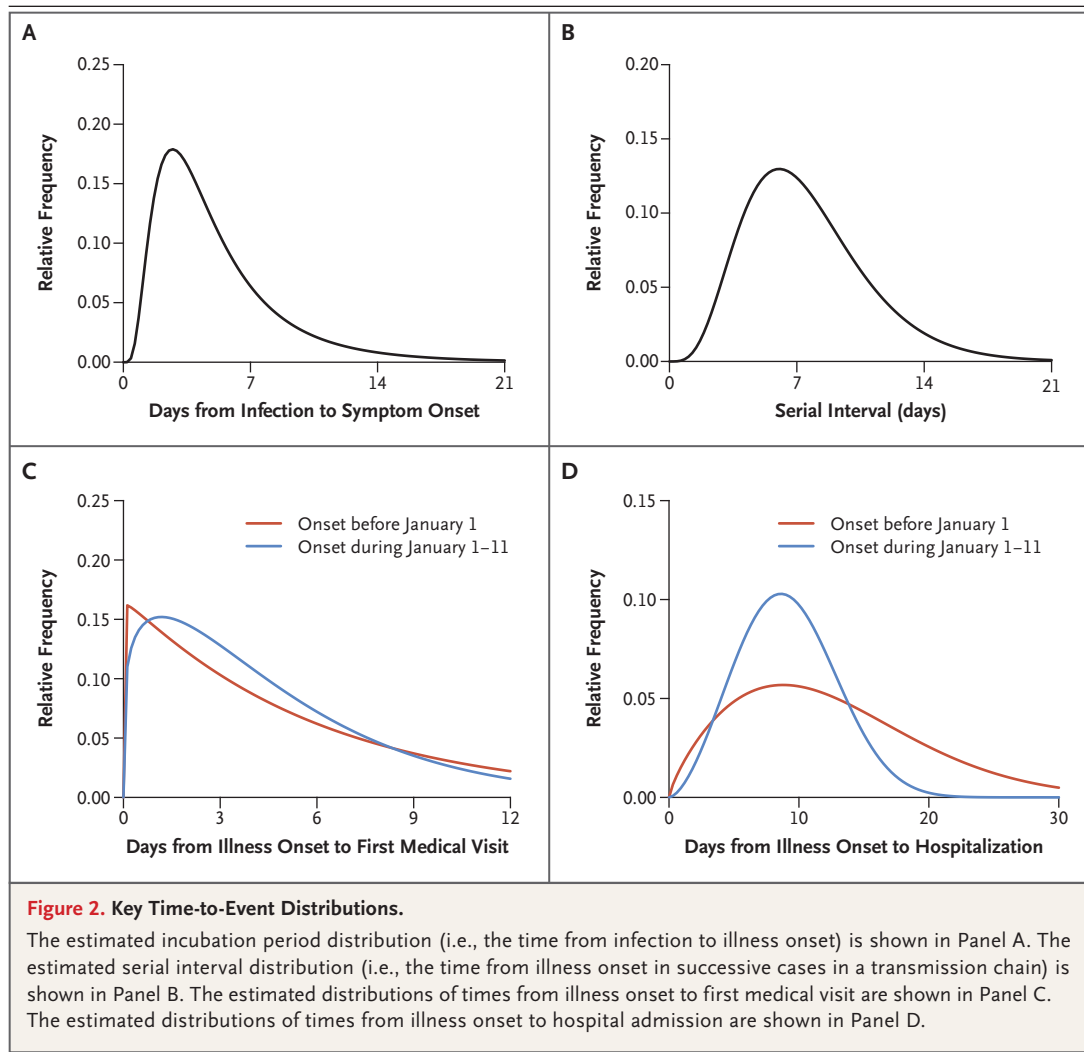 A
0.25
0.20
0.15
0.10
0.05
0.00
Relative Frequency
0
7
14
21
Days from Infection to Symptom Onset
B
0.20
0.15
0.10
0.05
0.00
Relative Frequency
0
7
14
21
Serial Interval (days)
C
0.25
0.20
0.15
0.10
0.05
0.00
Relative Frequency
Onset before January 1
Onset during January 1–11
0
3
6
9
12
Days from Illness Onset to First Medical Visit
D
0.15
0.10
0.05
0.00
Relative Frequency
Onset before January 1
Onset during January 1–11
0
10
20
30
Days from Illness Onset to Hospitalization
Figure 2. Key Time-to-Event Distributions.
The estimated incubation period distribution (i.e., the time from infection to illness onset) is shown in Panel A. The
estimated serial interval distribution (i.e., the time from illness onset in successive cases in a transmission chain) is
shown in Panel B. The estimated distributions of times from illness onset to first medical visit are shown in Panel C.
The estimated distributions of times from illness onset to hospital admission are shown in Panel D.